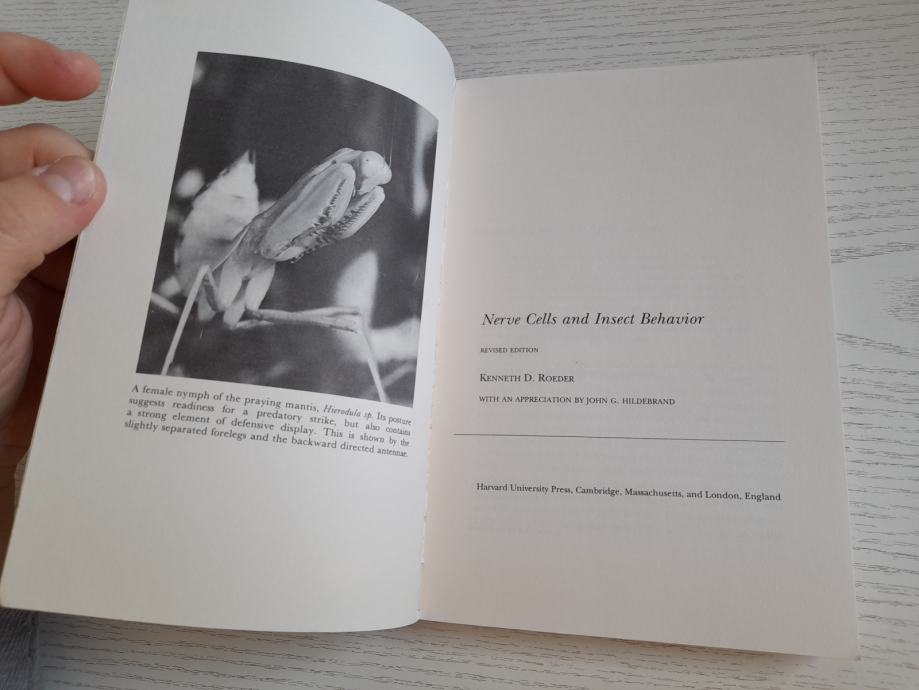 A female nymph of the praying mantis, Hierodula sp. Its posture
suggests readiness for a predatory strike, but also contains
a strong element of defensive display. This is shown by the
slightly separated forelegs and the backward directed antennae.
Nerve Cells and Insect Behavior
REVISED EDITION
KENNETH D. ROEDER
WITH AN APPRECIATION BY JOHN G. HILDEBRAND
Harvard University Press, Cambridge, Massachusetts, and London, England